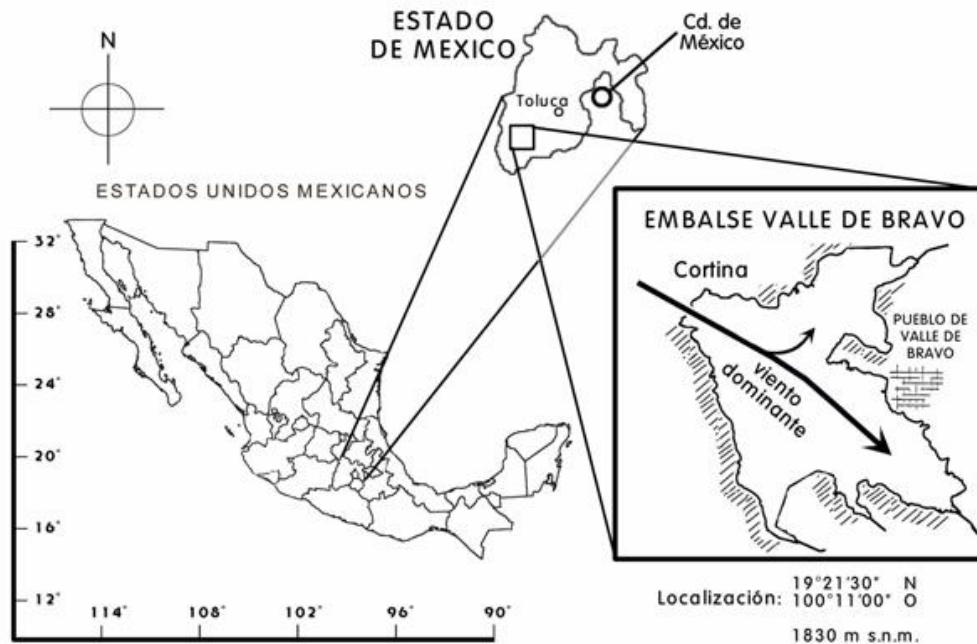 ESTADO
DE MEXICO
Cd. de
México
N
Toluca
ESTADOS UNIDOS MEXICANOS
32°
28°
24°
20°
16°
12°
114°
108°
102°
96°
90°
EMBALSE VALLE DE BRAVO
Cortina
PUEBLO DE
VALLE DE
BRAVO
viento
dominante
Localización:
19°21'30" N
100°11'00" O
1830 m s.n.m.